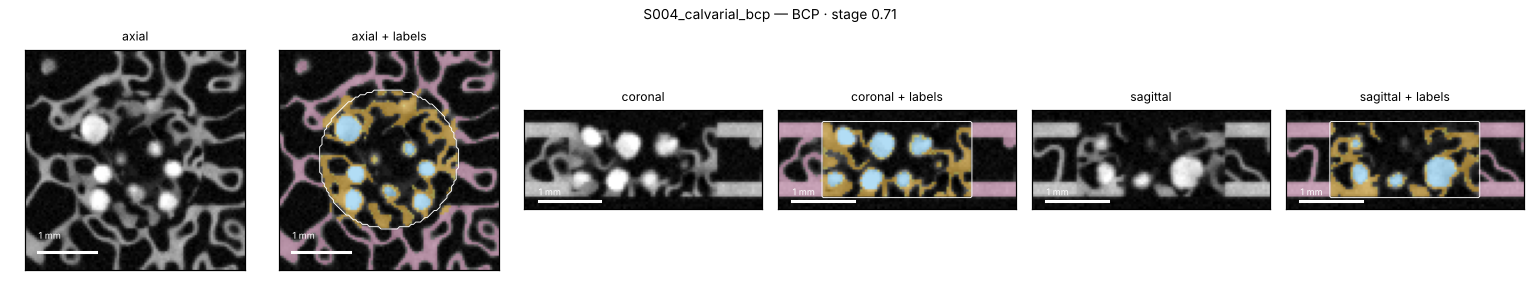 S004_calvarial_bcp — BCP · stage 0.71
axial
axial + labels
coronal
coronal + labels
sagittal
sagittal + labels
1 mm
1 mm
1 mm
1 mm
1 mm
1 mm